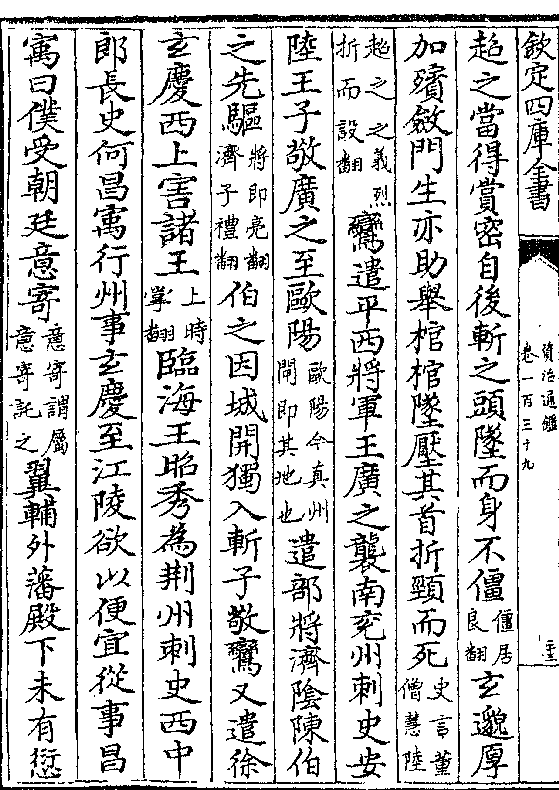 欽定四庫全書
資治通鑑
卷一百三十九
超之當得賞密自後斬之頭墜而身不僵僵居良翻玄邈厚
加殯斂門生亦助舉棺棺墜壓其首折頸而死史言董僧慧陸
超之之義烈折而設翻鸞遣平西將軍王廣之襲南兗州刺史安
陸王子敬廣之至歐陽歐陽今真州閘即其地也遣部將濟陰陳伯
之先驅將即亮翻濟子禮翻伯之因城開獨入斬子敬鸞又遣徐
玄慶西上害諸王上時掌翻臨海王昭秀為荆州刺史西中
郎長史何昌㝢行州事玄慶至江陵欲以便宜從事昌
㝢曰僕受朝廷意寄意寄謂屬意寄託之翼輔外藩殿下未有愆